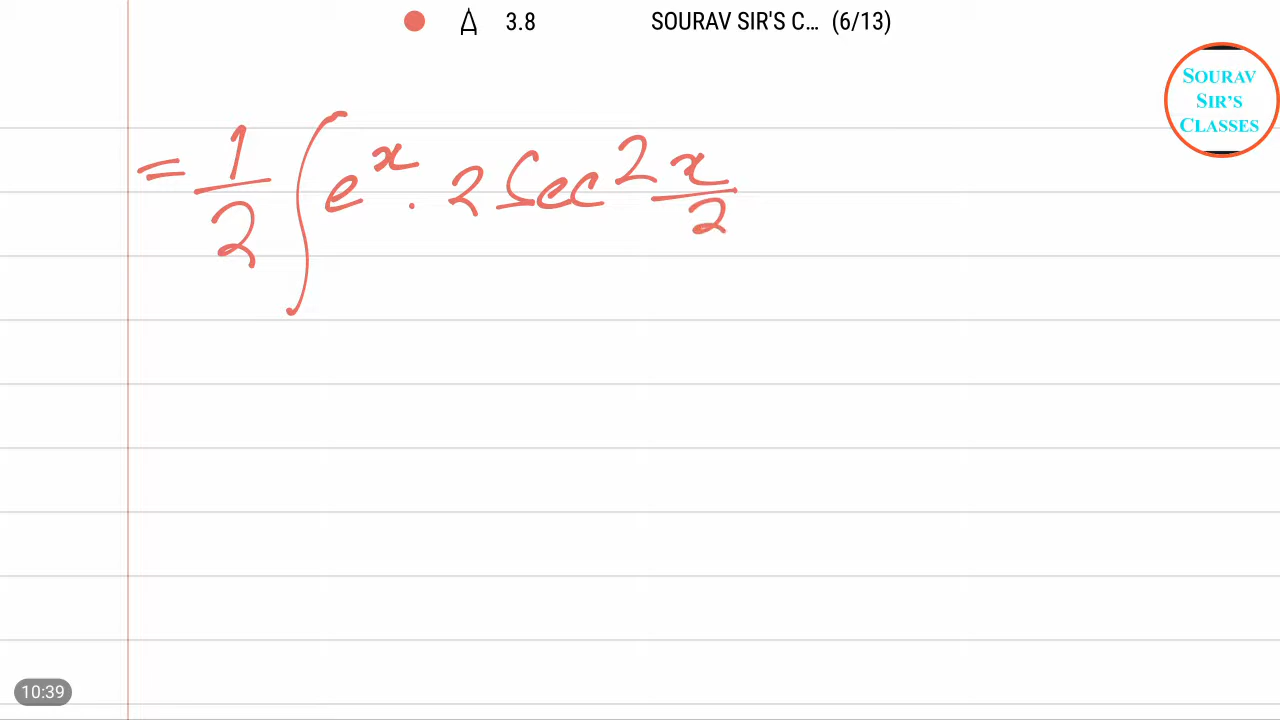 3.8 SOURAV SIR'S C... (6/13)
SOURAV
SIR'S
CLASSES
= 1/2 ∫ e^x . 2 Sec^2 x/2
10:39